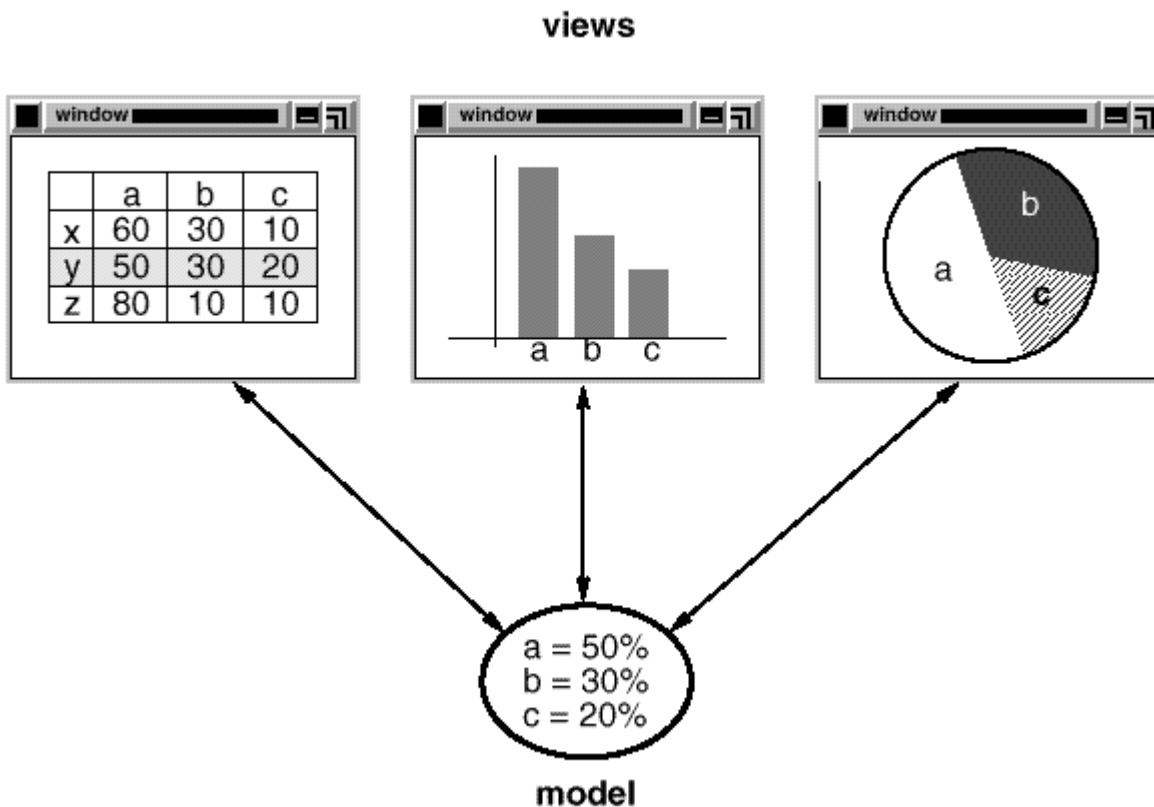 views
window
a b c
x 60 30 10
y 50 30 20
z 80 10 10
window
a b c
window
b
a
c
a = 50%
b = 30%
c = 20%
model